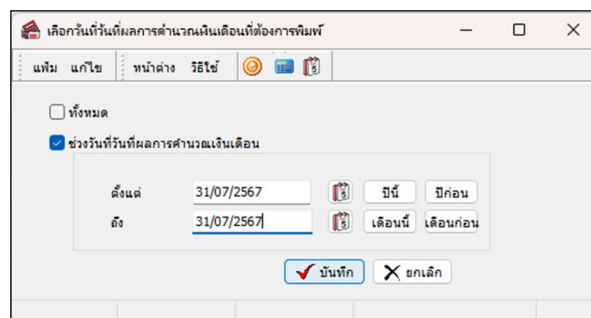 เลือกวันที่วันที่ผลการคำนวณเงินเดือนที่ต้องการพิมพ์
แฟ้ม แก้ไข หน้าต่าง วิธีใช้
ทั้งหมด
ช่วงวันที่วันที่ผลการคำนวณเงินเดือน
ตั้งแต่ 31/07/2567 ปีนี้ ปีก่อน
ถึง 31/07/2567 เดือนนี้ เดือนก่อน
บันทึก ยกเลิก